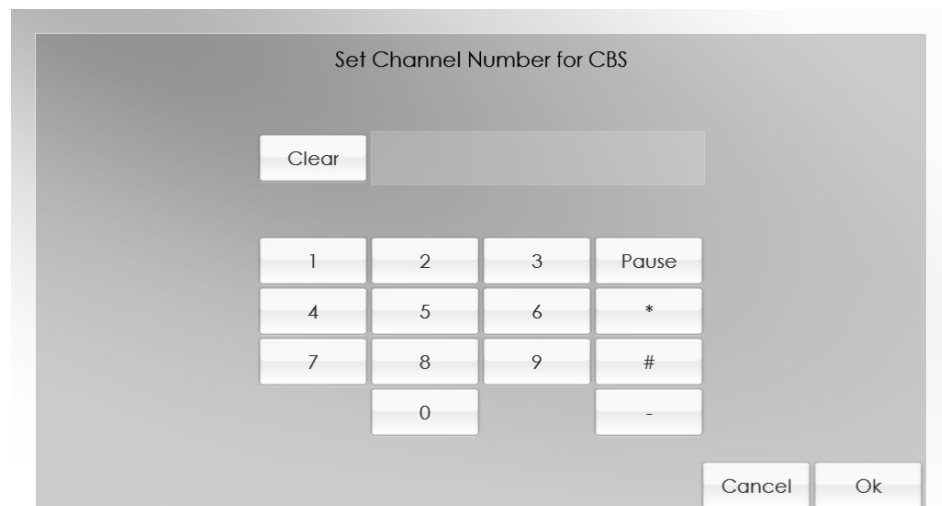 Set Channel Number for CBS
Clear
1 2 3 Pause
4 5 6 *
7 8 9 #
0 -
Cancel Ok